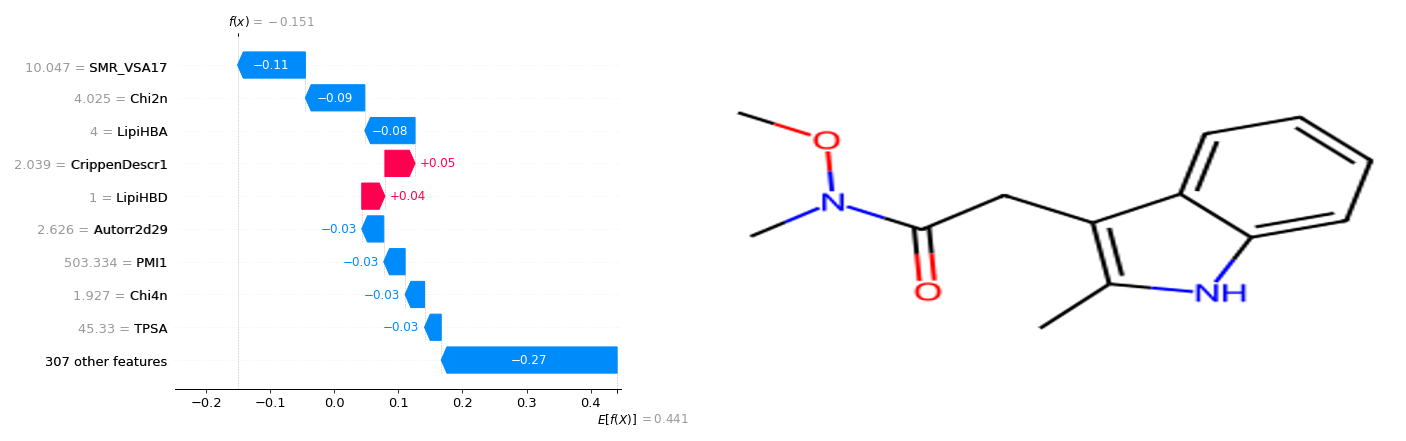 f(x) = −0.151
10.047 = SMR_VSA17
−0.11
4.025 = Chi2n
−0.09
4 = LipiHBA
−0.08
2.039 = CrippenDescr1
+0.05
1 = LipiHBD
+0.04
2.626 = Autorr2d29
−0.03
503.334 = PMI1
−0.03
1.927 = Chi4n
−0.03
45.33 = TPSA
−0.03
307 other features
−0.27
−0.2 −0.1 0.0 0.1 0.2 0.3 0.4
E[f(X)] = 0.441
O
N
O
NH